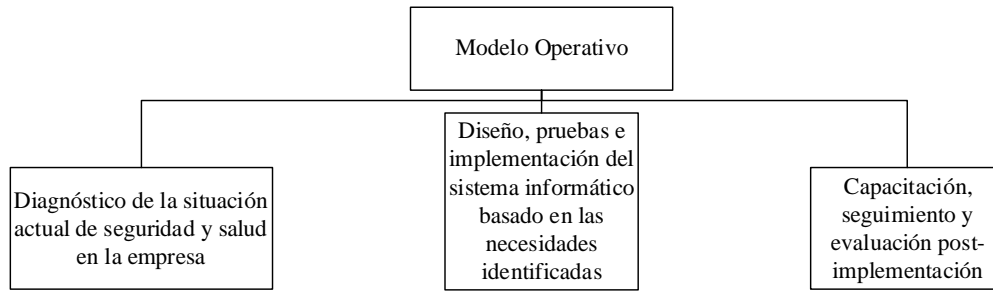 Modelo Operativo
Diagnóstico de la situación
actual de seguridad y salud
en la empresa
Diseño, pruebas e
implementación del
sistema informático
basado en las
necesidades
identificadas
Capacitación,
seguimiento y
evaluación post-
implementación